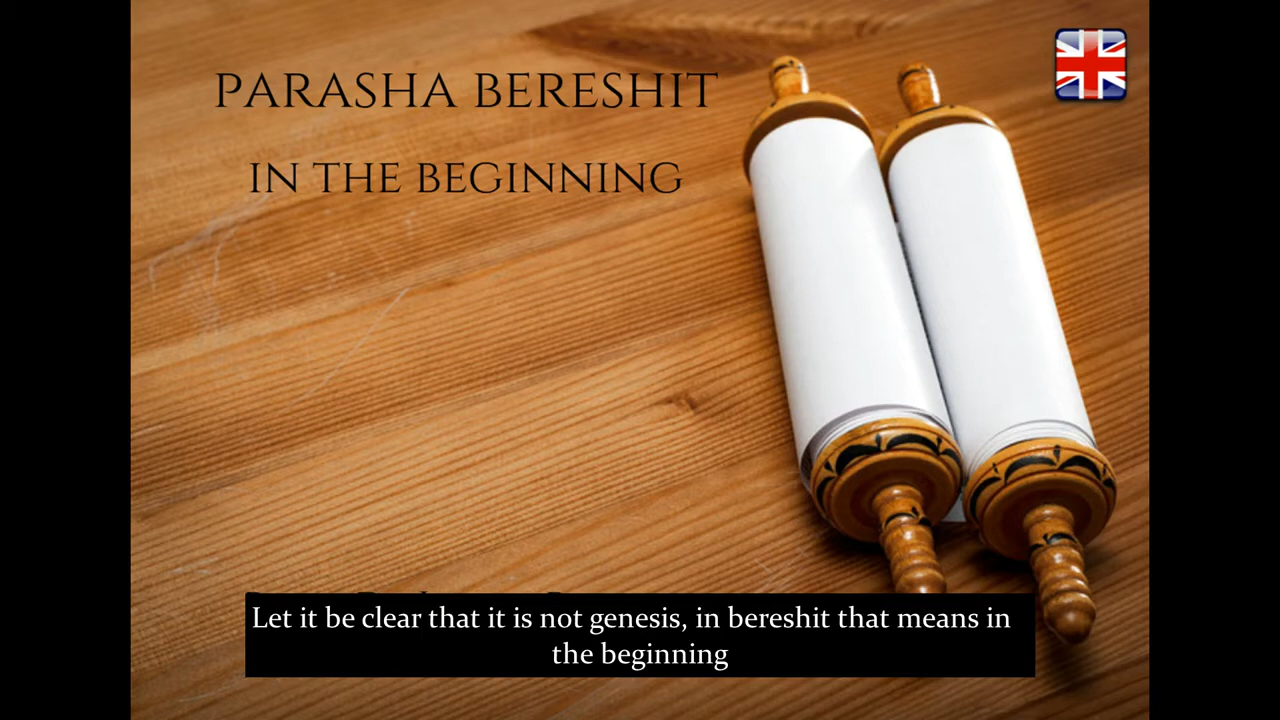 PARASHA BERESHIT
IN THE BEGINNING
Let it be clear that it is not genesis, in bereshit that means in
the beginning